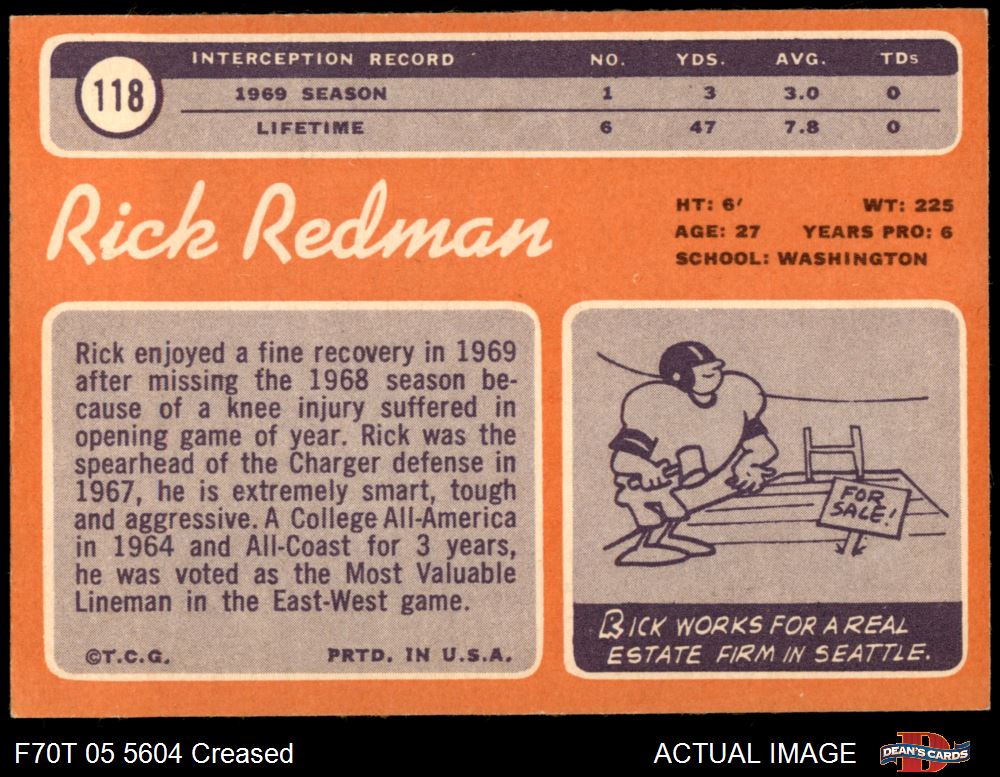 118
INTERCEPTION RECORD NO. YDS. AVG. TDs
1969 SEASON 1 3 3.0 0
LIFETIME 6 47 7.8 0
Rick Redman
HT: 6' WT: 225
AGE: 27 YEARS PRO: 6
SCHOOL: WASHINGTON
Rick enjoyed a fine recovery in 1969
after missing the 1968 season be-
cause of a knee injury suffered in
opening game of year. Rick was the
spearhead of the Charger defense in
1967, he is extremely smart, tough
and aggressive. A College All-America
in 1964 and All-Coast for 3 years,
he was voted as the Most Valuable
Lineman in the East-West game.
©T.C.G. PRTD. IN U.S.A.
FOR
SALE!
RICK WORKS FOR A REAL
ESTATE FIRM IN SEATTLE.
F70T 05 5604 Creased ACTUAL IMAGE DEAN'S CARDS